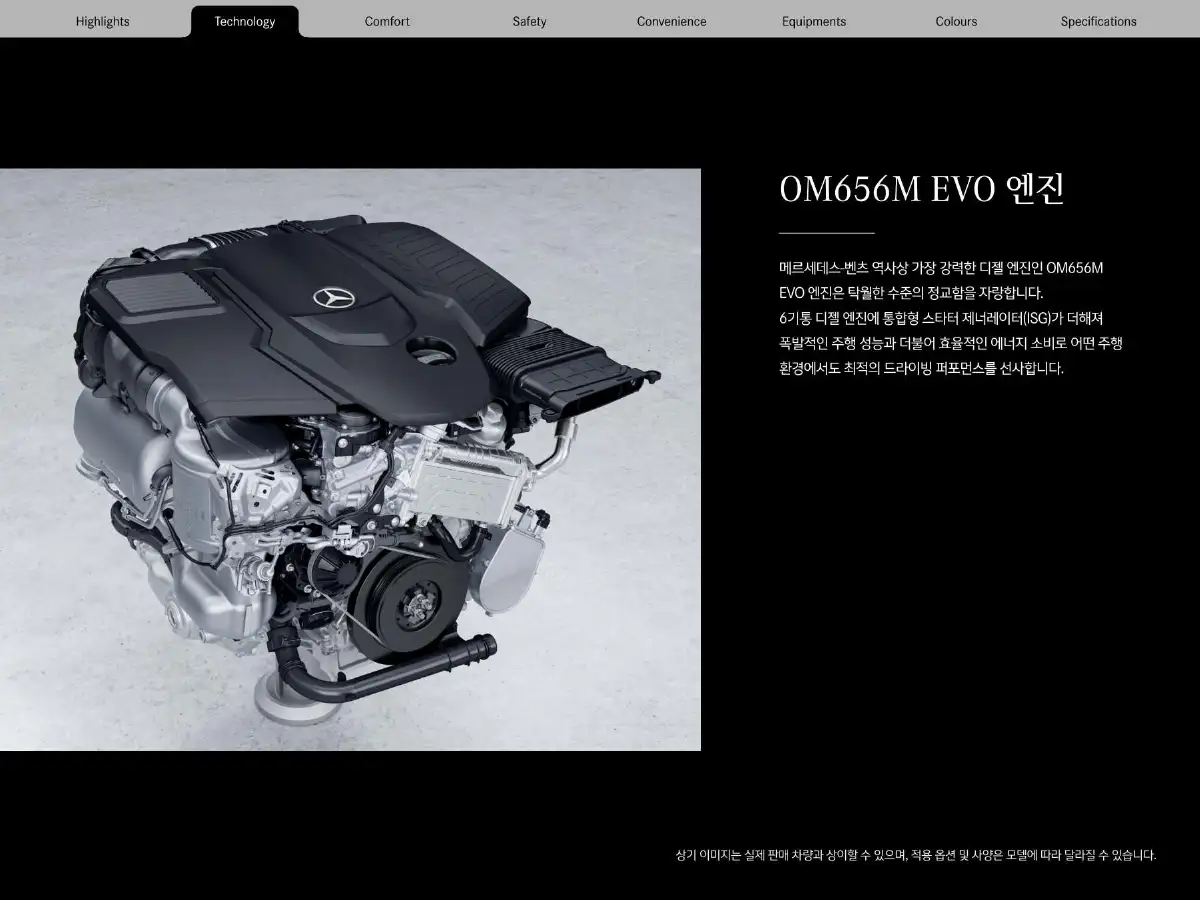 Highlights
Technology
Comfort
Safety
Convenience
Equipments
Colours
Specifications
OM656M EVO 엔진
메르세데스-벤츠 역사상 가장 강력한 디젤 엔진인 OM656M
EVO 엔진은 탁월한 수준의 정교함을 자랑합니다.
6기통 디젤 엔진에 통합형 스타터 제너레이터(ISG)가 더해져
폭발적인 주행 성능과 더불어 효율적인 에너지 소비로 어떤 주행
환경에서도 최적의 드라이빙 퍼포먼스를 선사합니다.
상기 이미지는 실제 판매 차량과 상이할 수 있으며, 적용 옵션 및 사양은 모델에 따라 달라질 수 있습니다.